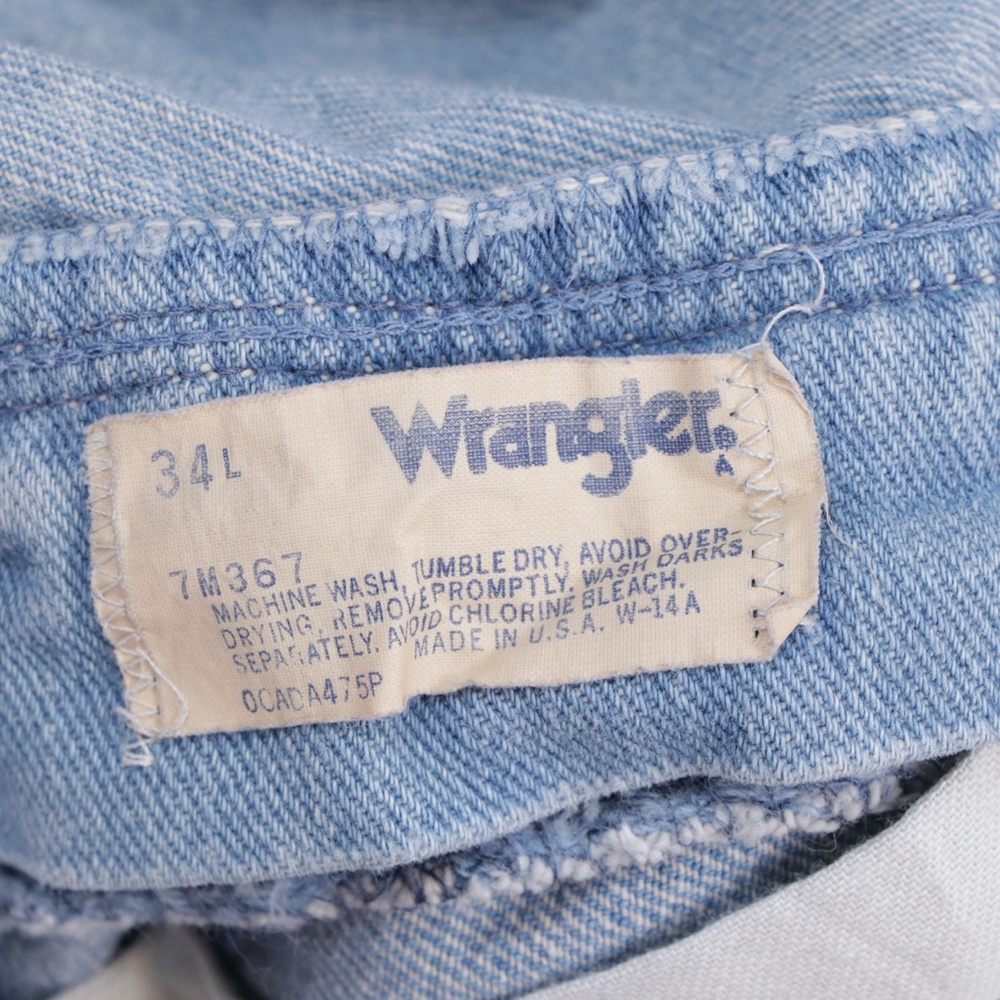 34L Wrangler® A
7M367
MACHINE WASH, TUMBLE DRY, AVOID OVER-
DRYING, REMOVE PROMPTLY. WASH DARKS
SEPARATELY. AVOID CHLORINE BLEACH.
MADE IN U.S.A. W-14A
0CADA475P